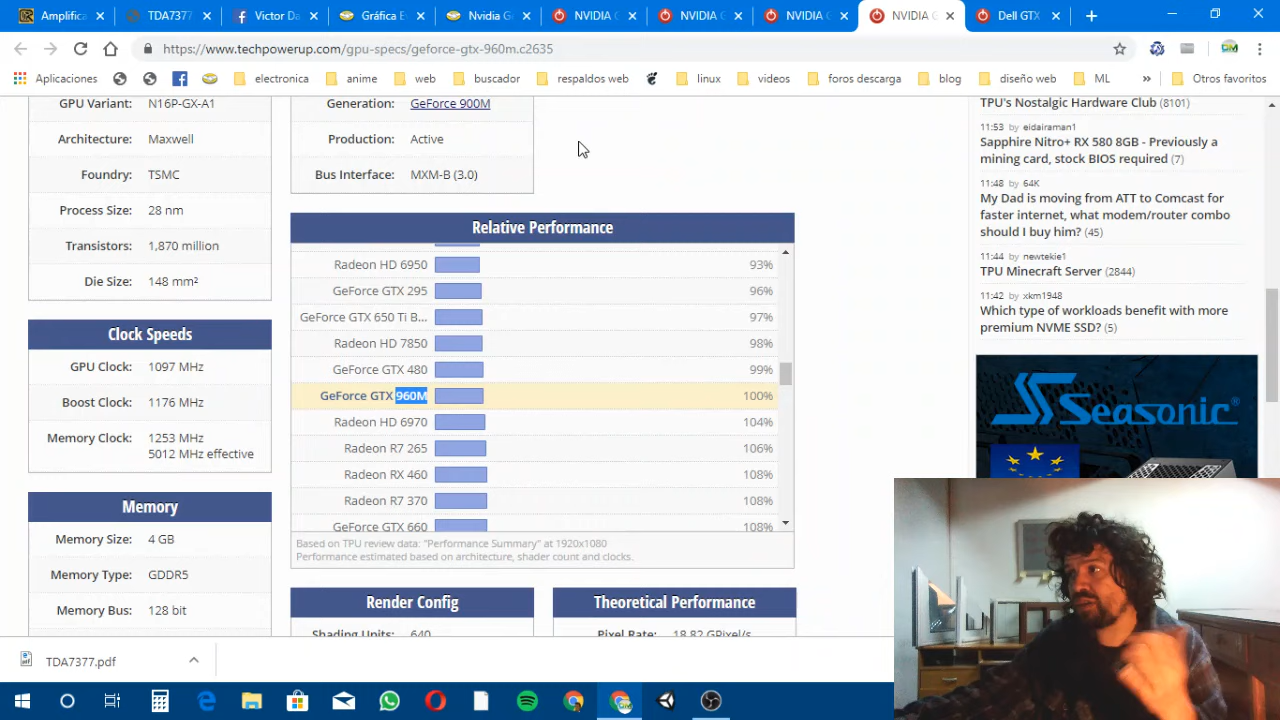 Amplifica
TDA7377
Victor Da
Gráfica E
Nvidia Ge
NVIDIA G
NVIDIA G
NVIDIA G
NVIDIA G
Dell GTX
https://www.techpowerup.com/gpu-specs/geforce-gtx-960m.c2635
Aplicaciones
electronica
anime
web
buscador
respaldos web
linux
videos
foros descarga
blog
diseño web
ML
»
Otros favoritos
GPU Variant: N16P-GX-A1
Architecture: Maxwell
Foundry: TSMC
Process Size: 28 nm
Transistors: 1,870 million
Die Size: 148 mm²
Clock Speeds
GPU Clock: 1097 MHz
Boost Clock: 1176 MHz
Memory Clock: 1253 MHz
5012 MHz effective
Memory
Memory Size: 4 GB
Memory Type: GDDR5
Memory Bus: 128 bit
Generation: GeForce 900M
Production: Active
Bus Interface: MXM-B (3.0)
Relative Performance
Radeon HD 6950 93%
GeForce GTX 295 96%
GeForce GTX 650 Ti B... 97%
Radeon HD 7850 98%
GeForce GTX 480 99%
GeForce GTX 960M 100%
Radeon HD 6970 104%
Radeon R7 265 106%
Radeon RX 460 108%
Radeon R7 370 108%
GeForce GTX 660 108%
Based on TPU review data: "Performance Summary" at 1920x1080
Performance estimated based on architecture, shader count and clocks.
Render Config
Shading Units: 640
Theoretical Performance
Pixel Rate: 18.82 GPixel/s
TPU's Nostalgic Hardware Club (8101)
11:53 by eidairaman1
Sapphire Nitro+ RX 580 8GB - Previously a
mining card, stock BIOS required (7)
11:48 by 64K
My Dad is moving from ATT to Comcast for
faster internet, what modem/router combo
should I buy him? (45)
11:44 by newtekie1
TPU Minecraft Server (2844)
11:42 by xkm1948
Which type of workloads benefit with more
premium NVME SSD? (5)
Seasonic
TDA7377.pdf